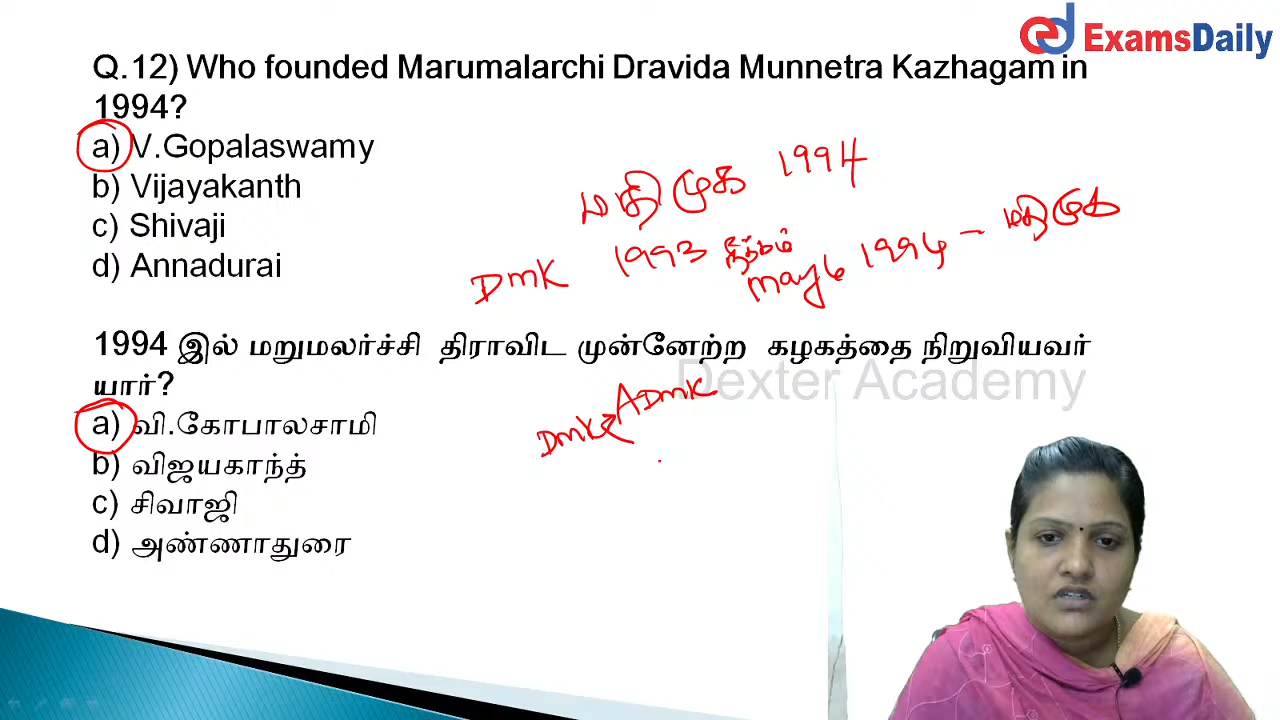 ExamsDaily
Q.12) Who founded Marumalarchi Dravida Munnetra Kazhagam in
1994?
a) V.Gopalaswamy
b) Vijayakanth
c) Shivaji
d) Annadurai
மதிமுக 1994
DMK 1993 நீக்கம்
May 6 1994 - மதிமுக
1994 இல் மறுமலர்ச்சி திராவிட முன்னேற்ற கழகத்தை நிறுவியவர்
யார்?
Dexter Academy
a) வி.கோபாலசாமி
b) விஜயகாந்த்
c) சிவாஜி
d) அண்ணாதுரை
DMK ADMK